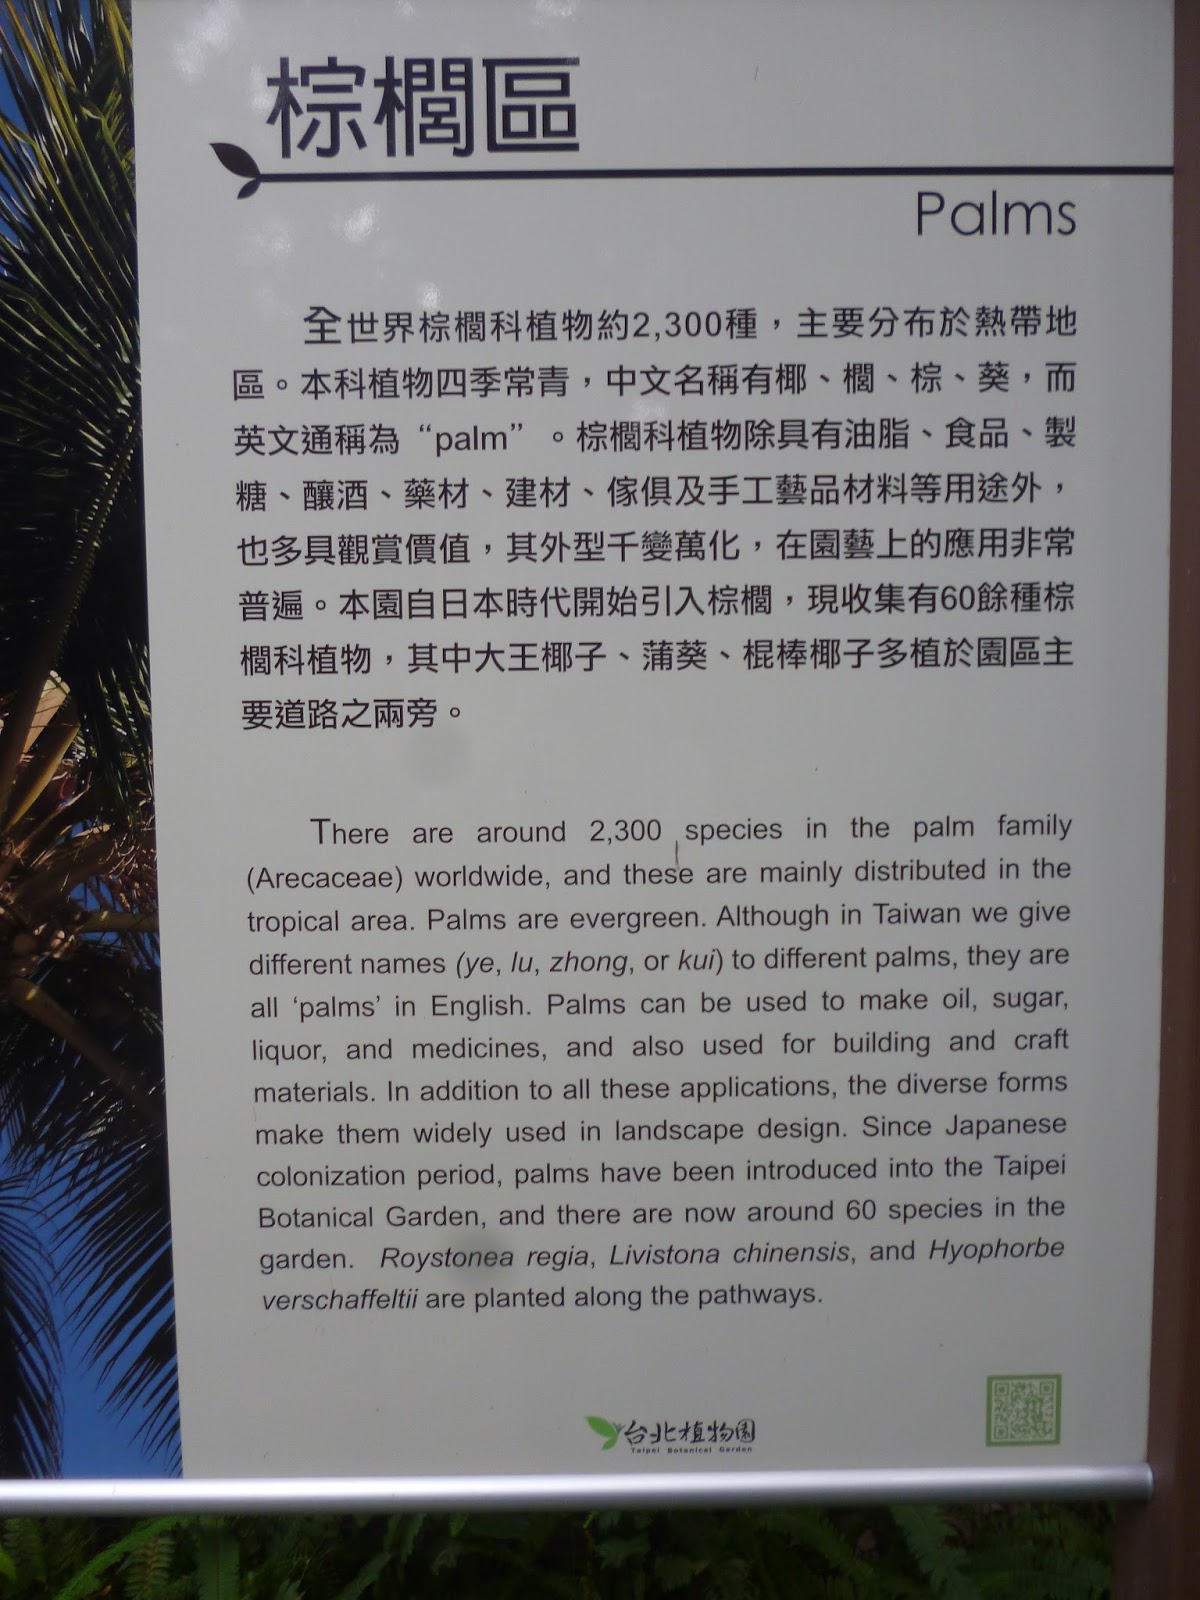 棕櫚區
Palms
全世界棕櫚科植物約2,300種，主要分布於熱帶地
區。本科植物四季常青，中文名稱有椰、櫚、棕、葵，而
英文通稱為“palm”。棕櫚科植物除具有油脂、食品、製
糖、釀酒、藥材、建材、傢俱及手工藝品材料等用途外，
也多具觀賞價值，其外型千變萬化，在園藝上的應用非常
普遍。本園自日本時代開始引入棕櫚，現收集有60餘種棕
櫚科植物，其中大王椰子、蒲葵、棍棒椰子多植於園區主
要道路之兩旁。
There are around 2,300 species in the palm family
(Arecaceae) worldwide, and these are mainly distributed in the
tropical area. Palms are evergreen. Although in Taiwan we give
different names (ye, lu, zhong, or kui) to different palms, they are
all ‘palms’ in English. Palms can be used to make oil, sugar,
liquor, and medicines, and also used for building and craft
materials. In addition to all these applications, the diverse forms
make them widely used in landscape design. Since Japanese
colonization period, palms have been introduced into the Taipei
Botanical Garden, and there are now around 60 species in the
garden. Roystonea regia, Livistona chinensis, and Hyophorbe
verschaffeltii are planted along the pathways.
台北植物園
Taipei Botanical Garden